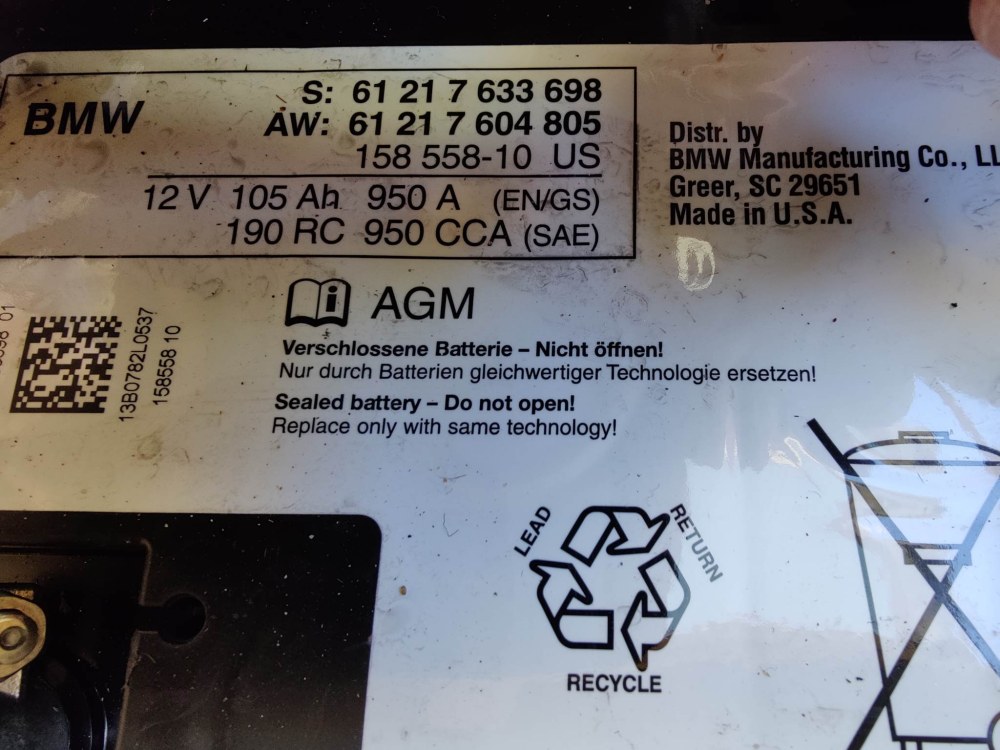 BMW
S: 61 21 7 633 698
AW: 61 21 7 604 805
158 558-10 US
12 V 105 Ah 950 A (EN/GS)
190 RC 950 CCA (SAE)
Distr. by
BMW Manufacturing Co.,
Greer, SC 29651
Made in U.S.A.
AGM
Verschlossene Batterie – Nicht öffnen!
Nur durch Batterien gleichwertiger Technologie ersetzen!
Sealed battery – Do not open!
Replace only with same technology!
13B0782L0537
158558 10
LEAD
RETURN
RECYCLE